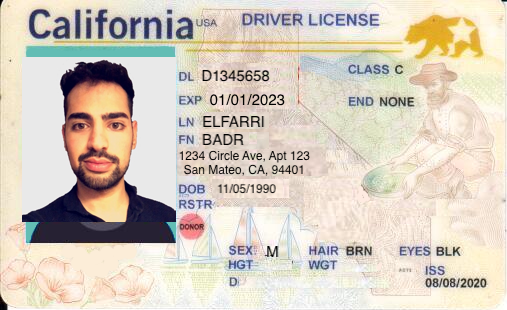 California USA DRIVER LICENSE
DL D1345658 CLASS C
EXP 01/01/2023 END NONE
LN ELFARRI
FN BADR
1234 Circle Ave, Apt 123
San Mateo, CA, 94401
DOB 11/05/1990
RSTR
DONOR
SEX M HAIR BRN EYES BLK
HGT WGT ISS
D 08/08/2020